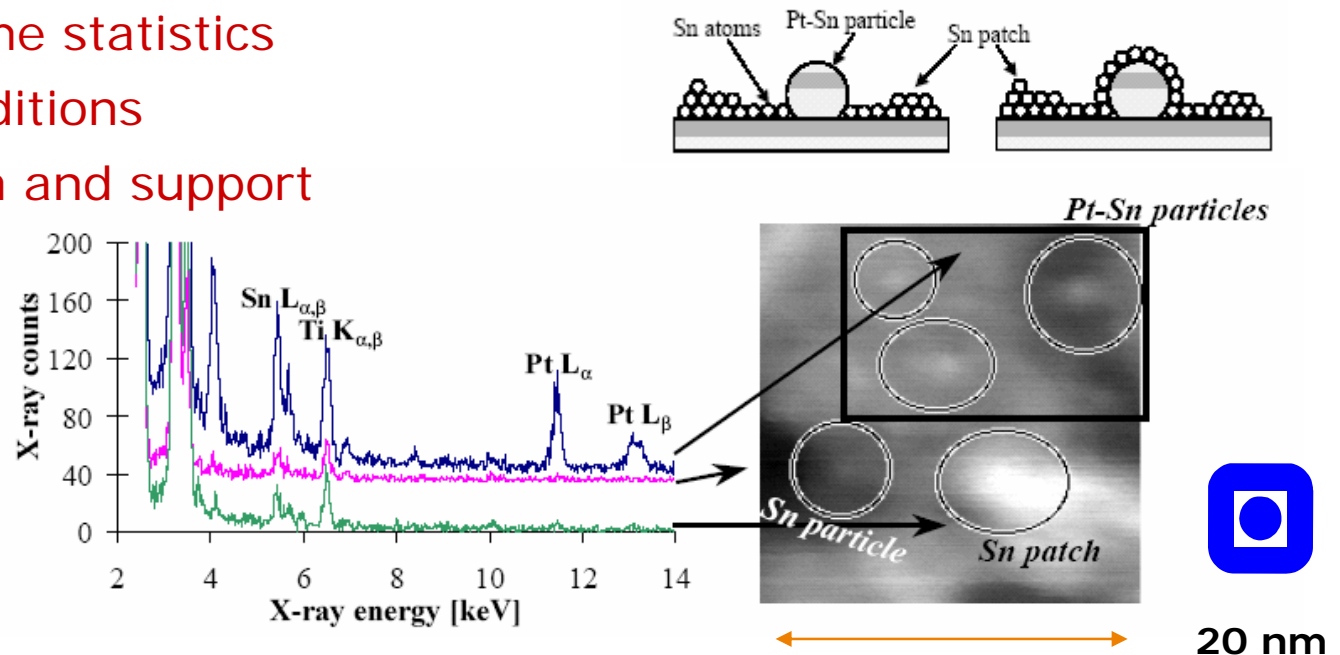 ne statistics
ditions
n and support
Sn atoms
Pt-Sn particle
Sn patch
Pt-Sn particles
200
160
120
80
40
0
X-ray counts
Sn Lα,β
Ti Kα,β
Pt Lα
Pt Lβ
2 4 6 8 10 12 14
X-ray energy [keV]
Sn particle
Sn patch
20 nm